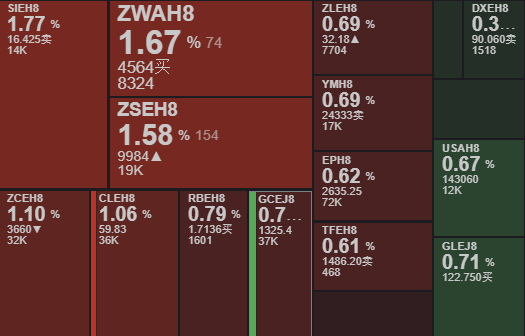 SIEH8
1.77 %
16.425卖
14K
ZWAH8
1.67 % 74
4564买
8324
ZSEH8
1.58 % 154
9984▲
19K
ZLEH8
0.69 %
32.18▲
7704
DXEH8
0.3...
90.060卖
1518
YMH8
0.69 %
24333卖
17K
EPH8
0.62 %
2635.25
72K
USAH8
0.67 %
143060
12K
ZCEH8
1.10 %
3660▼
32K
CLEH8
1.06 %
59.83
36K
RBEH8
0.79 %
1.7136买
1601
GCEJ8
0.7...
1325.4
37K
TFEH8
0.61 %
1486.20卖
468
GLEJ8
0.71 %
122.750买